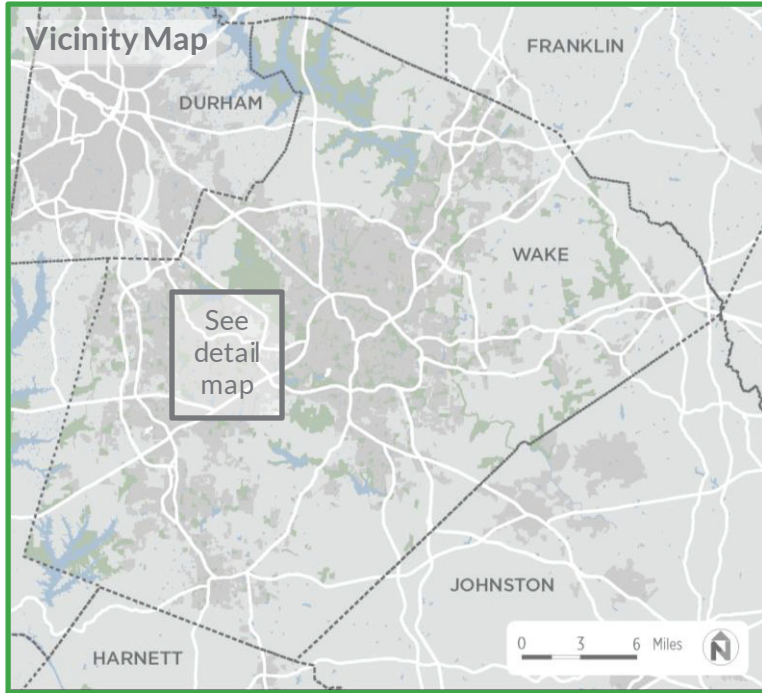 Vicinity Map
FRANKLIN
DURHAM
WAKE
See
detail
map
JOHNSTON
HARNETT
0 3 6 Miles
N